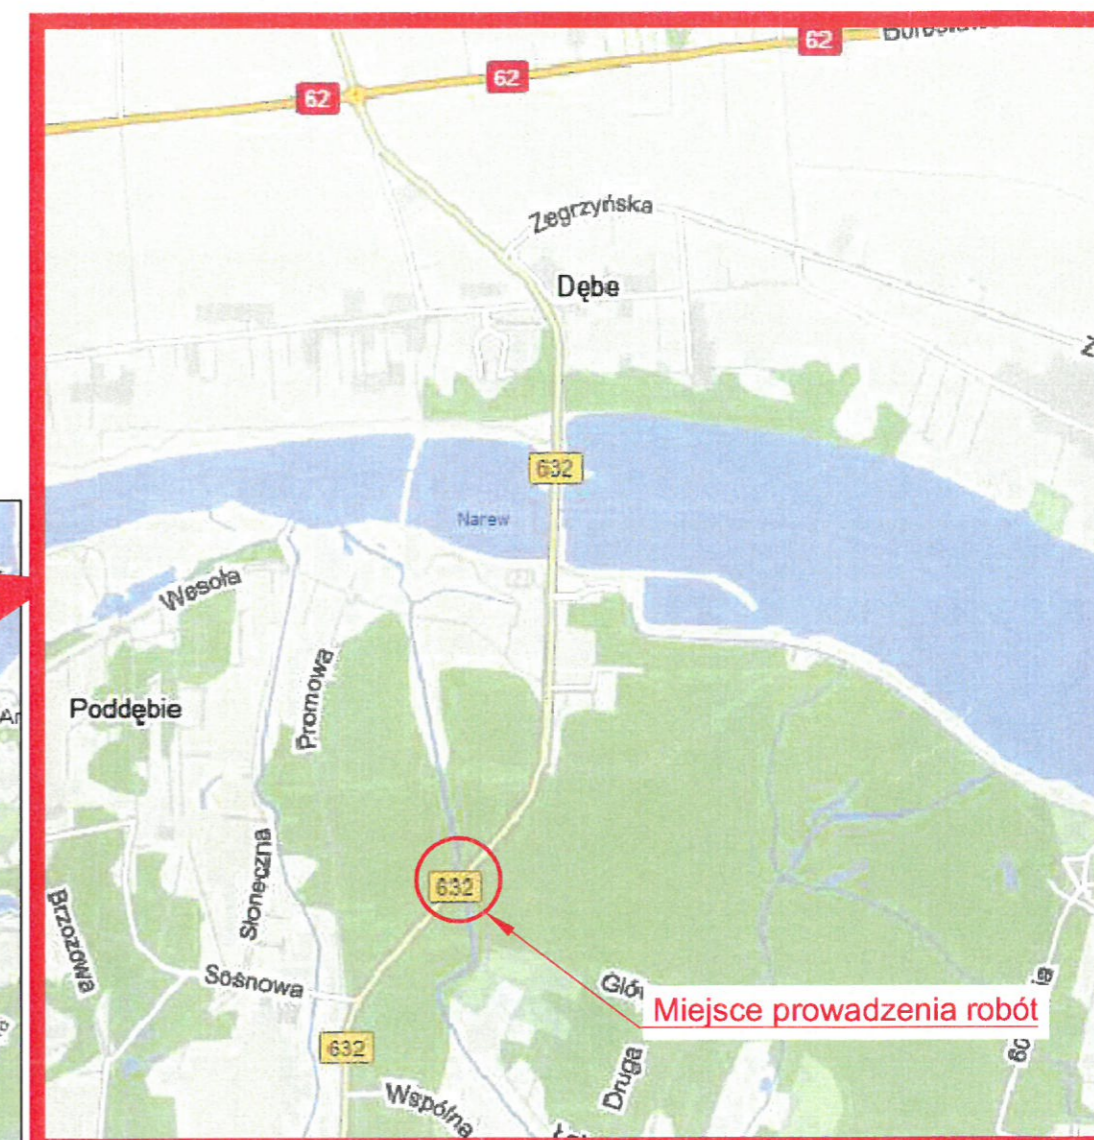 62
62
62
Zegrzyńska
Dębe
632
Narew
Wesoła
Poddębie
Promowa
Słoneczna
632
Brzozowa
Sosnowa
Miejsce prowadzenia robót
632
Druga
Wspólna